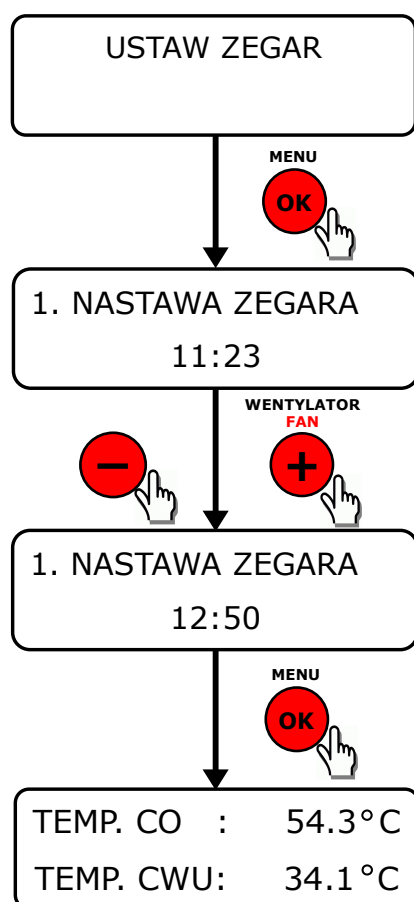 USTAW ZEGAR
MENU
OK
1. NASTAWA ZEGARA
11:23
WENTYLATOR
FAN
− +
1. NASTAWA ZEGARA
12:50
MENU
OK
TEMP. CO : 54.3°C
TEMP. CWU: 34.1°C